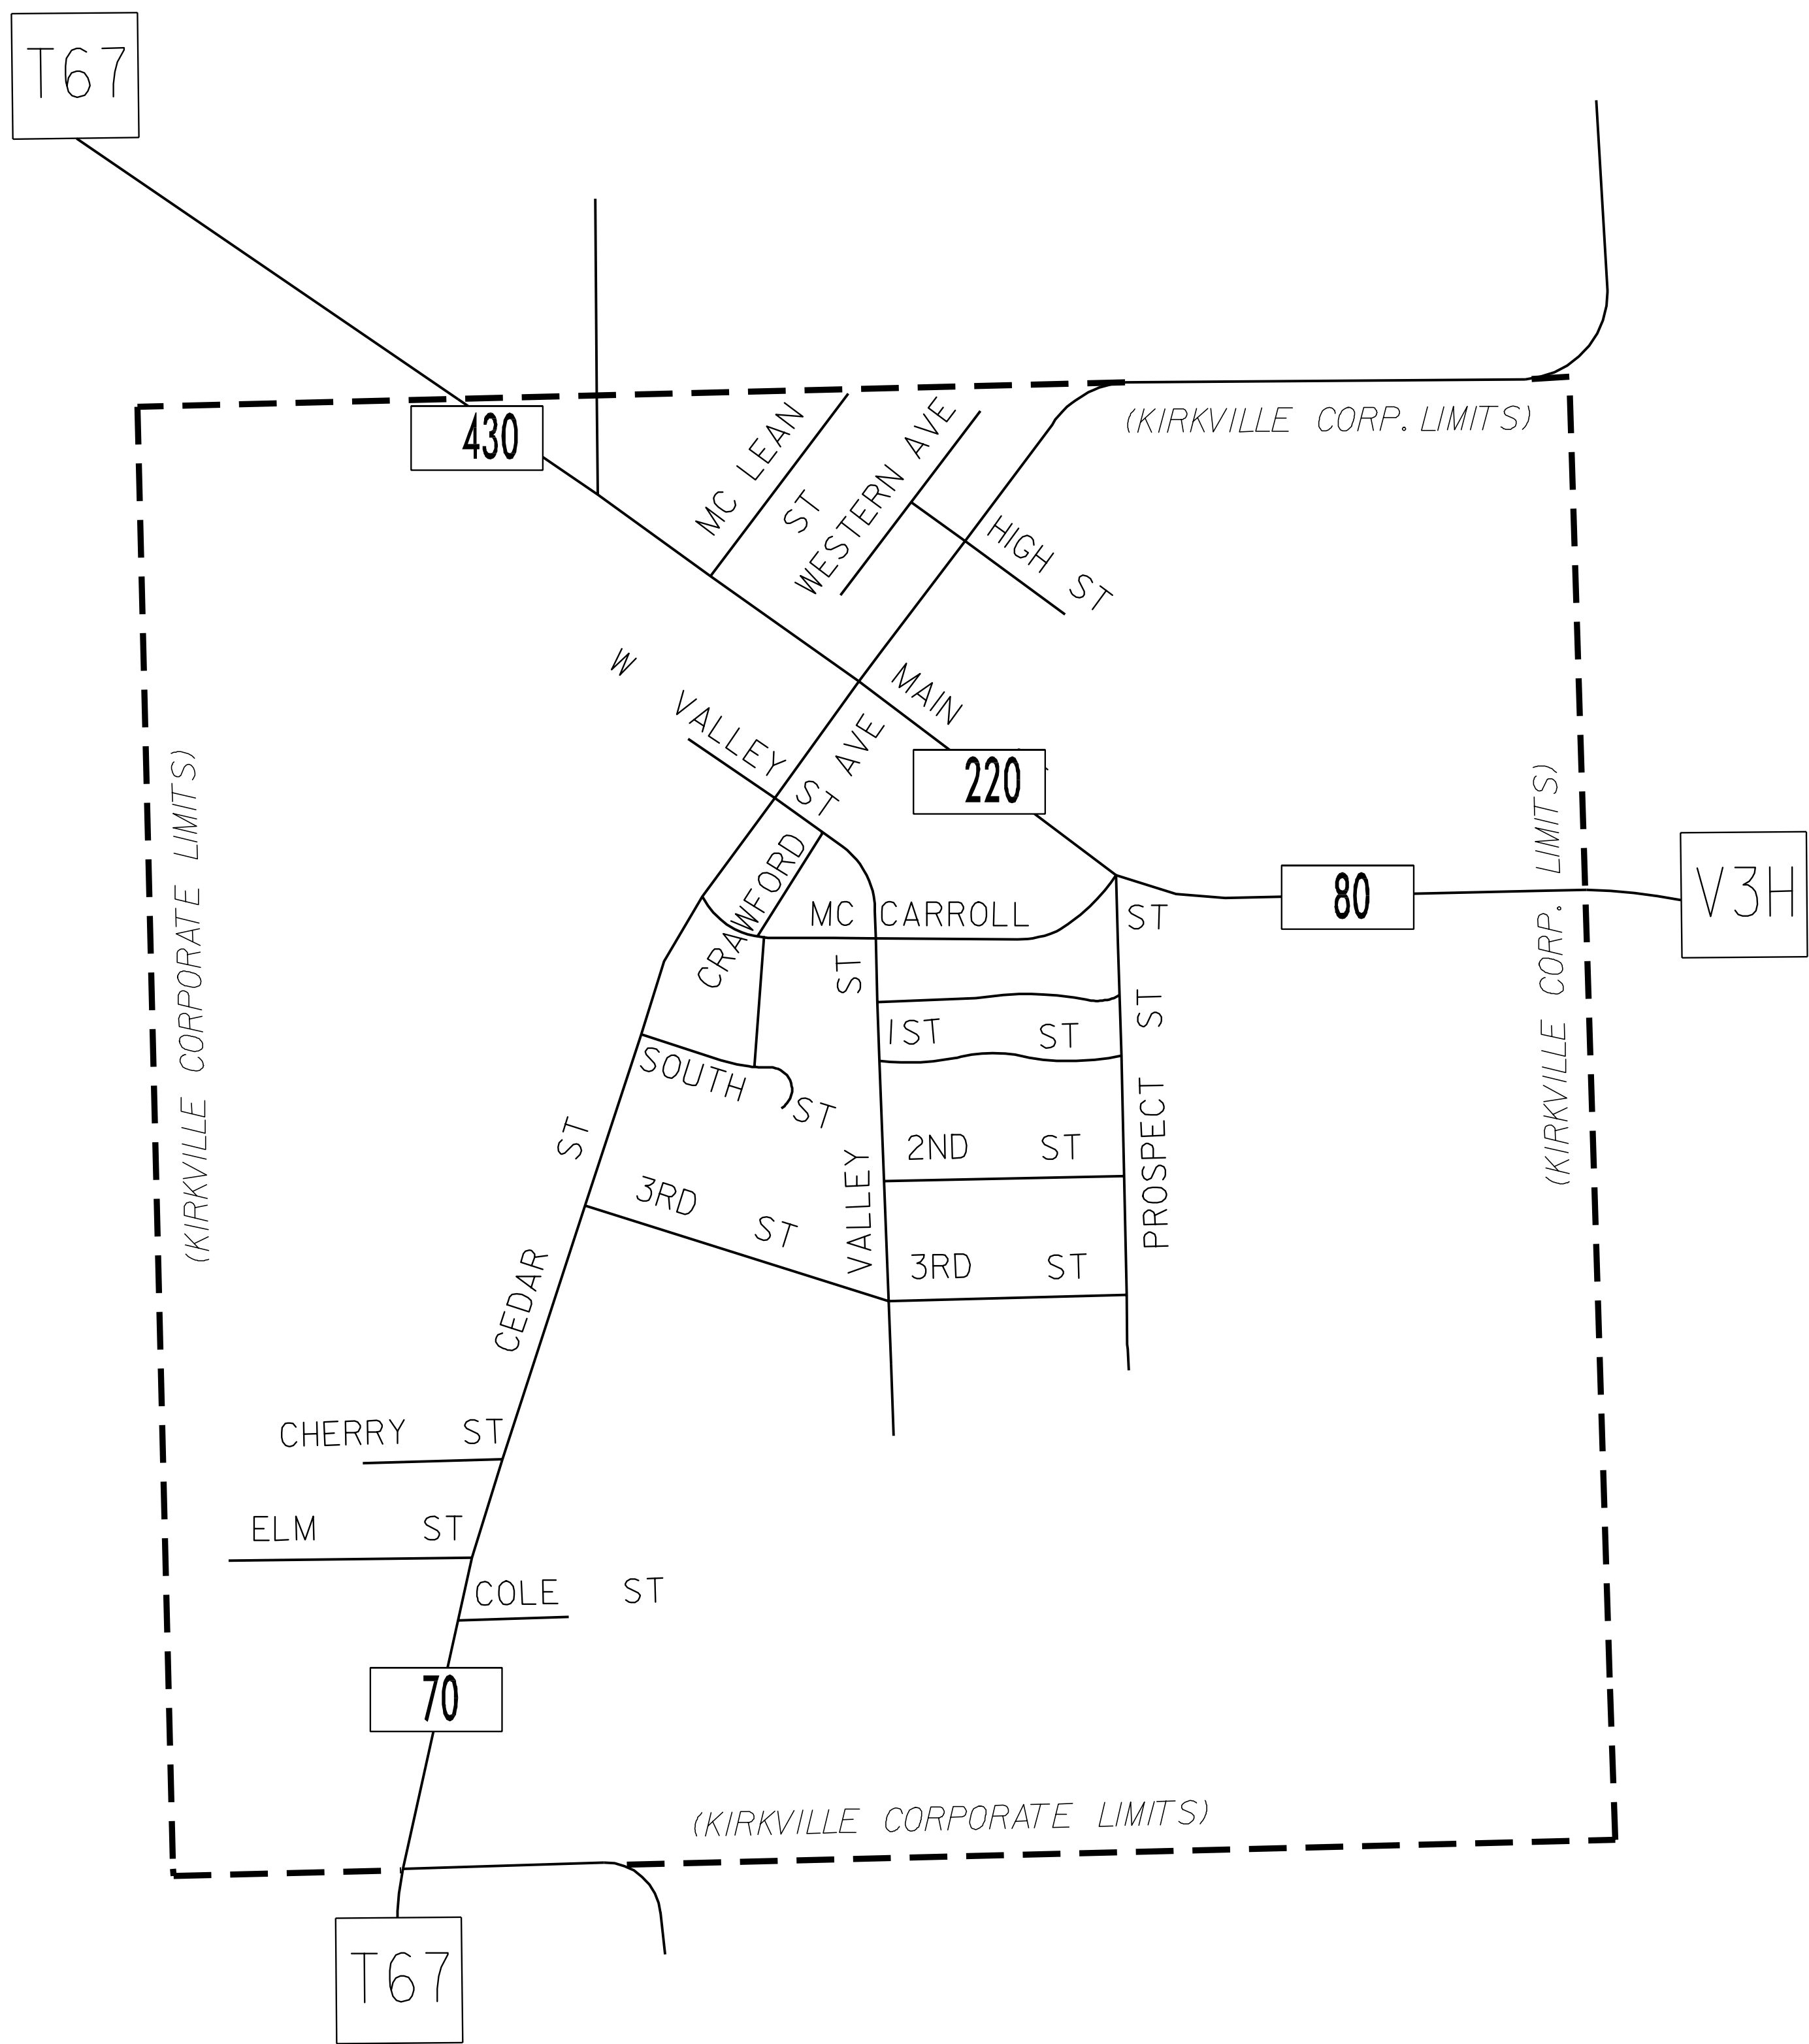 T67
430
(KIRKVILLE CORP. LIMITS)
MC LEAN ST
WESTERN AVE
HIGH ST
W VALLEY ST
MAIN ST
220
CRAWFORD AVE
80
V3H
MC CARROLL
ST
1ST ST
SOUTH ST
2ND ST
3RD ST
3RD ST
VALLEY
PROSPECT ST
(KIRKVILLE CORPORATE LIMITS)
(KIRKVILLE CORP. LIMITS)
CEDAR ST
CHERRY ST
ELM ST
COLE ST
70
(KIRKVILLE CORPORATE LIMITS)
T67